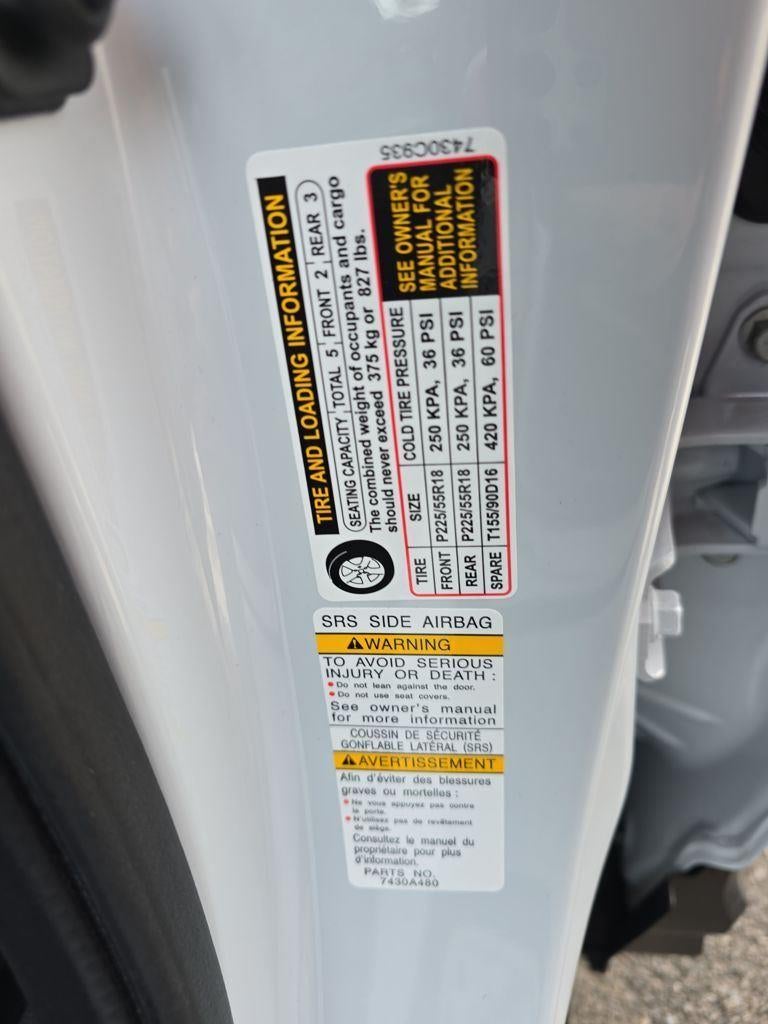 7430C935
TIRE AND LOADING INFORMATION
SEATING CAPACITY TOTAL 5 FRONT 2 REAR 3
The combined weight of occupants and cargo
should never exceed 375 kg or 827 lbs.
TIRE SIZE COLD TIRE PRESSURE
FRONT P225/55R18 250 KPA, 36 PSI
REAR P225/55R18 250 KPA, 36 PSI
SPARE T155/90D16 420 KPA, 60 PSI
SEE OWNER'S
MANUAL FOR
ADDITIONAL
INFORMATION
SRS SIDE AIRBAG
WARNING
TO AVOID SERIOUS
INJURY OR DEATH :
• Do not lean against the door.
• Do not use seat covers.
See owner's manual
for more information
COUSSIN DE SÉCURITÉ
GONFLABLE LATÉRAL (SRS)
AVERTISSEMENT
Afin d'éviter des blessures
graves ou mortelles :
• Ne vous appuyez pas contre
la porte.
• N'utilisez pas de revêtement
de siège.
Consultez le manuel du
propriétaire pour plus
d'information.
PARTS NO.
7430A480